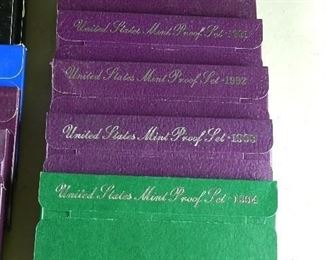 United States Mint Proof Set - 1991
United States Mint Proof Set - 1992
United States Mint Proof Set - 1993
United States Mint Proof Set - 1994